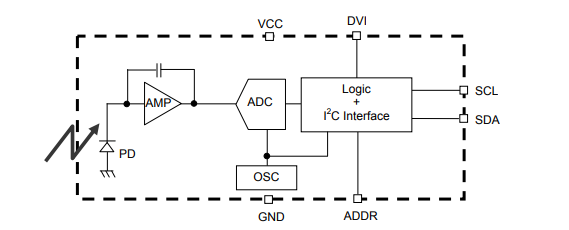 VCC
DVI
AMP
ADC
Logic
+
I²C Interface
SCL
SDA
PD
OSC
GND
ADDR